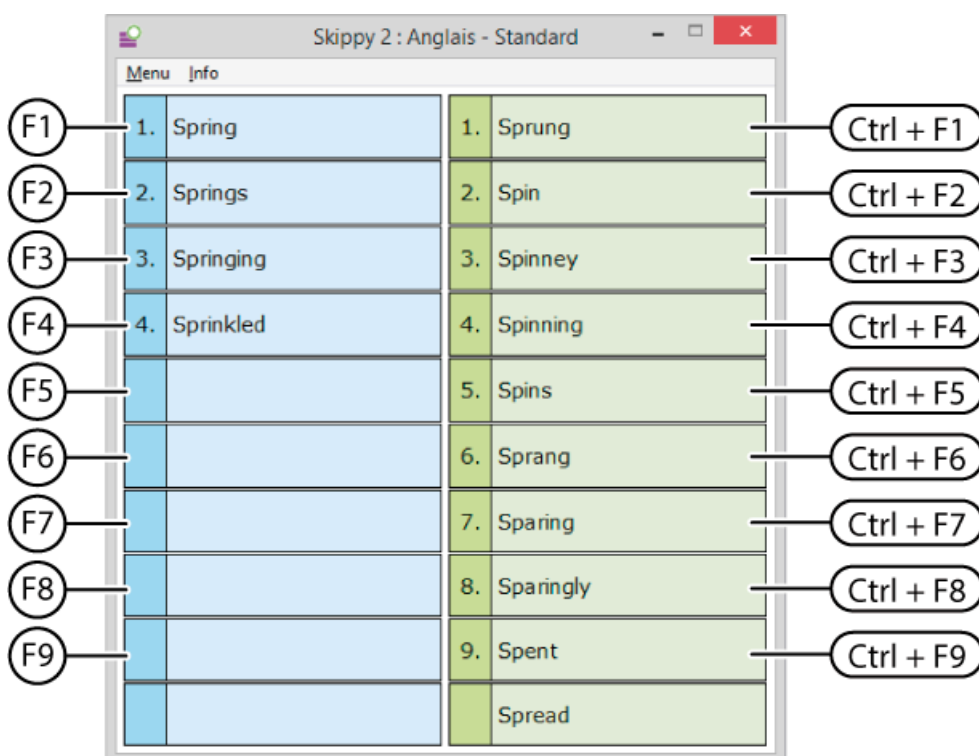 Skippy 2 : Anglais - Standard
Menu Info
F1 1. Spring 1. Sprung Ctrl + F1
F2 2. Springs 2. Spin Ctrl + F2
F3 3. Springing 3. Spinney Ctrl + F3
F4 4. Sprinkled 4. Spinning Ctrl + F4
F5 5. Spins Ctrl + F5
F6 6. Sprang Ctrl + F6
F7 7. Sparing Ctrl + F7
F8 8. Sparingly Ctrl + F8
F9 9. Spent Ctrl + F9
Spread